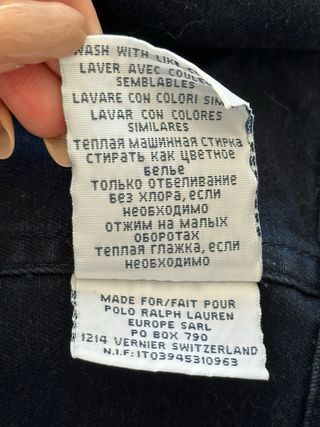 WASH WITH LIKE
LAVER AVEC COULE
SEMBLABLES
LAVARE CON COLORI SIM
LAVAR CON COLORES
SIMILARES
ТЕПЛАЯ МАШИННАЯ СТИРКА
СТИРАТЬ КАК ЦВЕТНОЕ
БЕЛЬЕ
ТОЛЬКО ОТБЕЛИВАНИЕ
БЕЗ ХЛОРА, ЕСЛИ
НЕОБХОДИМО
ОТЖИМ НА МАЛЫХ
ОБОРОТАХ
ТЕПЛАЯ ГЛАЖКА, ЕСЛИ
НЕОБХОДИМО
MADE FOR/FAIT POUR
POLO RALPH LAUREN
EUROPE SARL
PO BOX 790
1214 VERNIER SWITZERLAND
N.I.F: IT03945310963